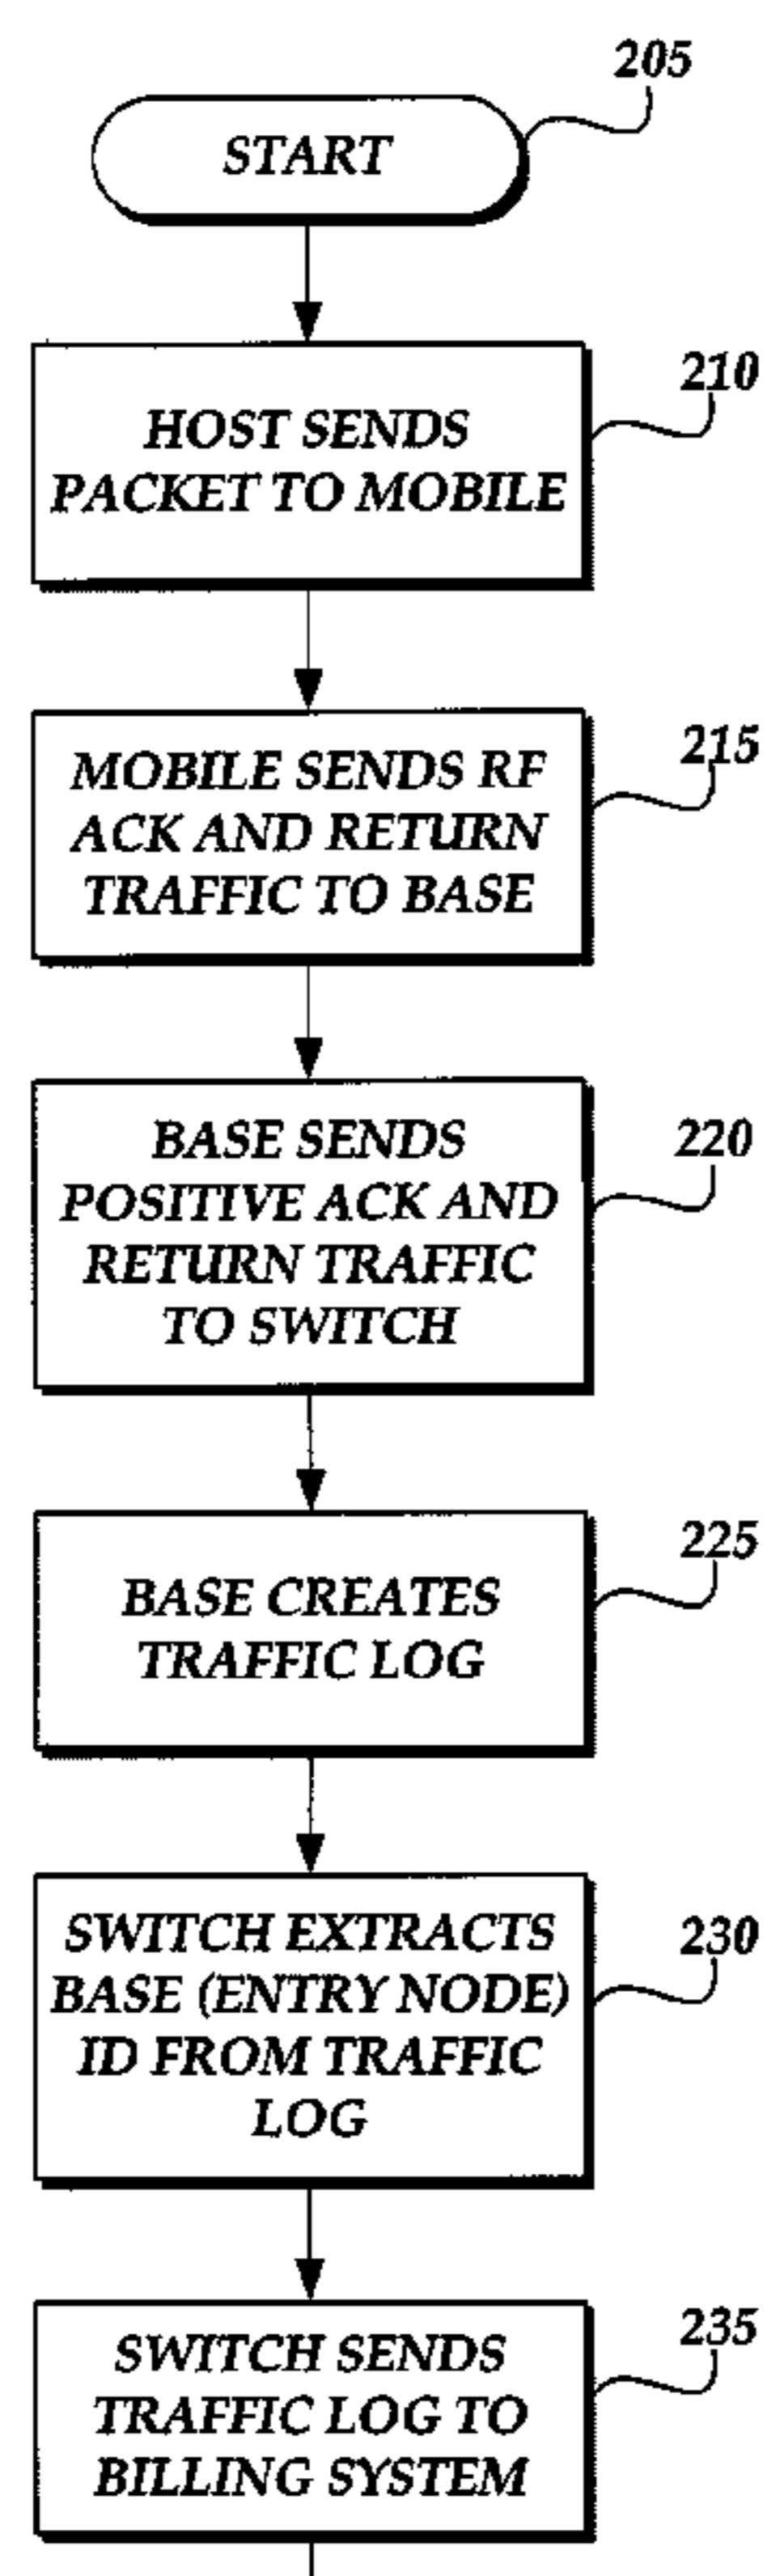 205
START
210
HOST SENDS
PACKET TO MOBILE
215
MOBILE SENDS RF
ACK AND RETURN
TRAFFIC TO BASE
220
BASE SENDS
POSITIVE ACK AND
RETURN TRAFFIC
TO SWITCH
225
BASE CREATES
TRAFFIC LOG
230
SWITCH EXTRACTS
BASE (ENTRY NODE)
ID FROM TRAFFIC
LOG
235
SWITCH SENDS
TRAFFIC LOG TO
BILLING SYSTEM